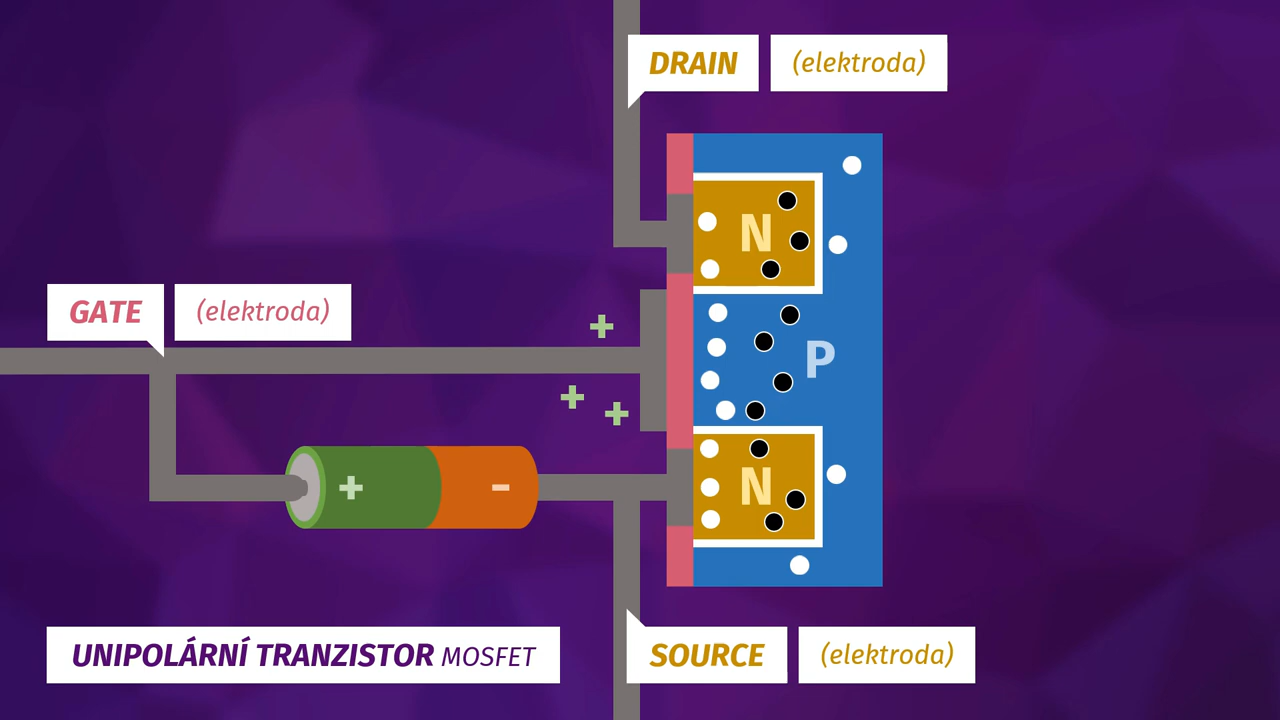 DRAIN (elektroda)
N
GATE (elektroda)
+
P
+
+
+ -
N
UNIPOLÁRNÍ TRANZISTOR MOSFET
SOURCE (elektroda)